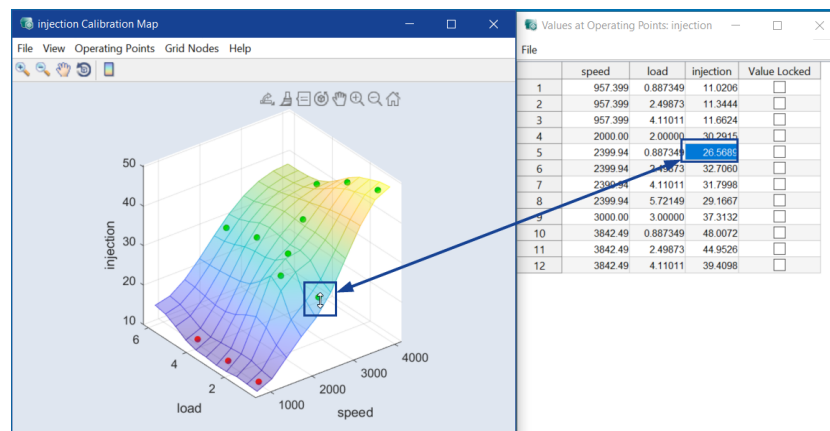 injection Calibration Map
File View Operating Points Grid Nodes Help
50
40
30
20
10
injection
6
4
2
load
1000
2000
3000
4000
speed
Values at Operating Points: injection
File
speed load injection Value Locked
1 957.399 0.887349 11.0206
2 957.399 2.49873 11.3444
3 957.399 4.11011 11.6624
4 2000.00 2.00000 30.2915
5 2399.94 0.887349 26.5689
6 2399.94 2.49873 32.7060
7 2399.94 4.11011 31.7998
8 2399.94 5.72149 29.1667
9 3000.00 3.00000 37.3132
10 3842.49 0.887349 48.0072
11 3842.49 2.49873 44.9526
12 3842.49 4.11011 39.4098